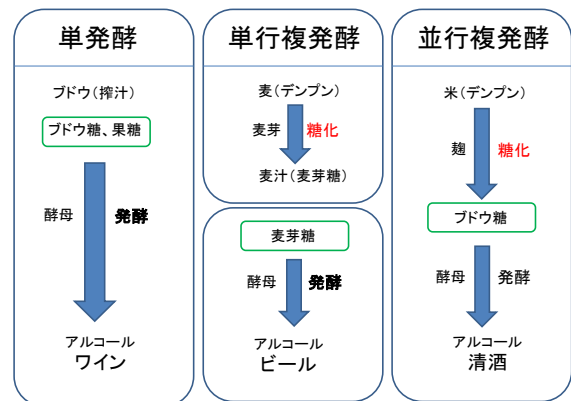 単発酵
ブドウ(搾汁)
ブドウ糖、果糖
酵母 発酵
アルコール
ワイン
単行複発酵
麦(デンプン)
麦芽 糖化
麦汁(麦芽糖)
麦芽糖
酵母 発酵
アルコール
ビール
並行複発酵
米(デンプン)
麹 糖化
ブドウ糖
酵母 発酵
アルコール
清酒